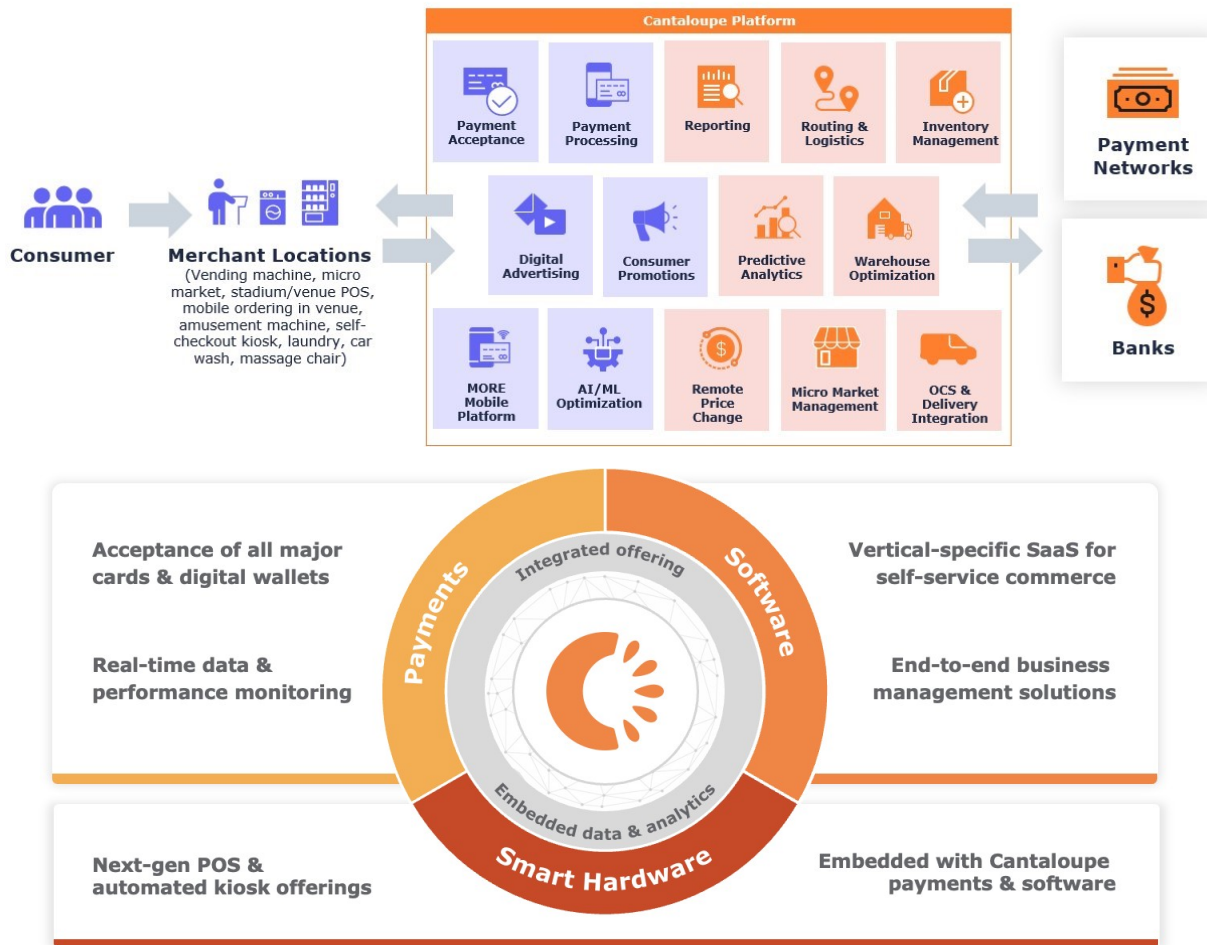 Cantaloupe Platform
Payment
Acceptance
Payment
Processing
Reporting
Routing &
Logistics
Inventory
Management
Payment
Networks
Consumer
Merchant Locations
(Vending machine, micro
market, stadium/venue POS,
mobile ordering in venue,
amusement machine, self-
checkout kiosk, laundry, car
wash, massage chair)
Digital
Advertising
Consumer
Promotions
Predictive
Analytics
Warehouse
Optimization
$
Banks
MORE
Mobile
Platform
AI/ML
Optimization
$
Remote
Price
Change
Micro Market
Management
OCS &
Delivery
Integration
Acceptance of all major
cards & digital wallets
Real-time data &
performance monitoring
Payments
Integrated offering
Software
Vertical-specific SaaS for
self-service commerce
End-to-end business
management solutions
Embedded data & analytics
Smart Hardware
Next-gen POS &
automated kiosk offerings
Embedded with Cantaloupe
payments & software